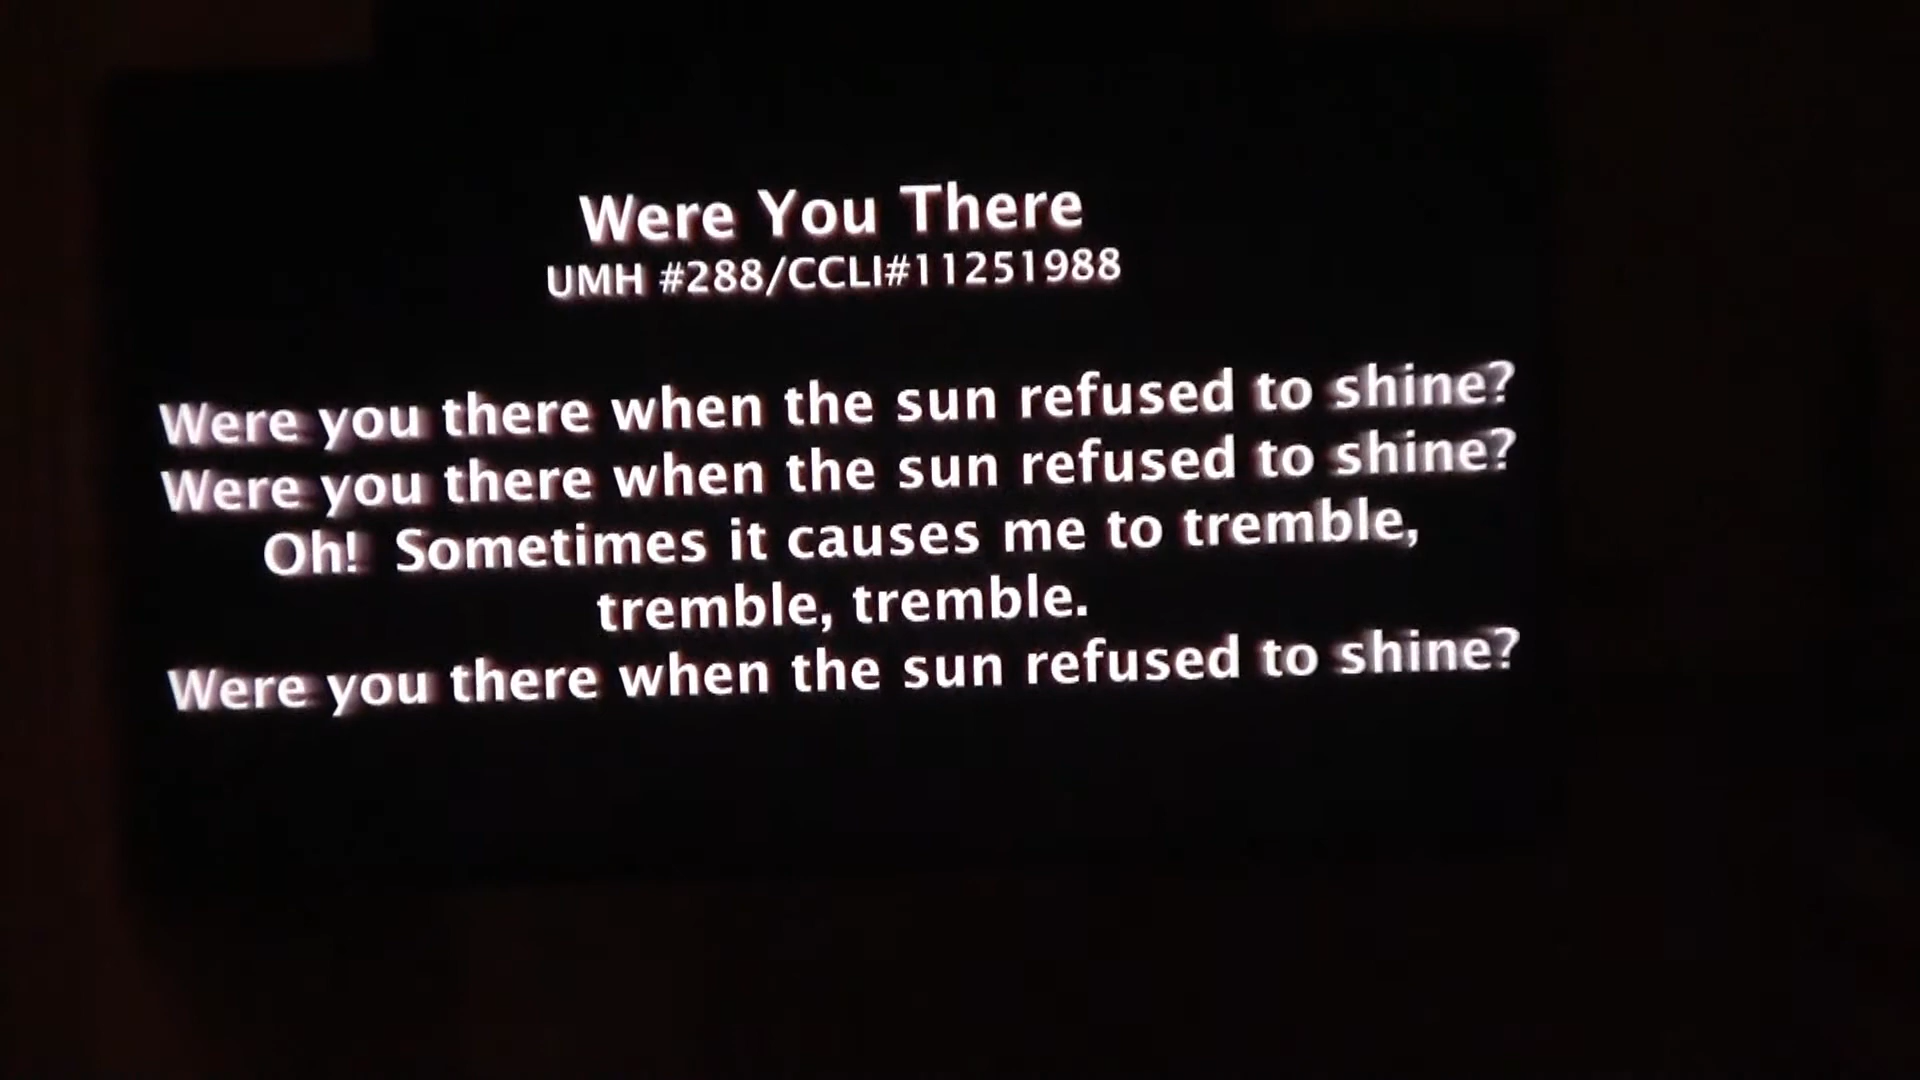 Were You There
UMH #288/CCLI#11251988
Were you there when the sun refused to shine?
Were you there when the sun refused to shine?
Oh!  Sometimes it causes me to tremble,
tremble, tremble.
Were you there when the sun refused to shine?